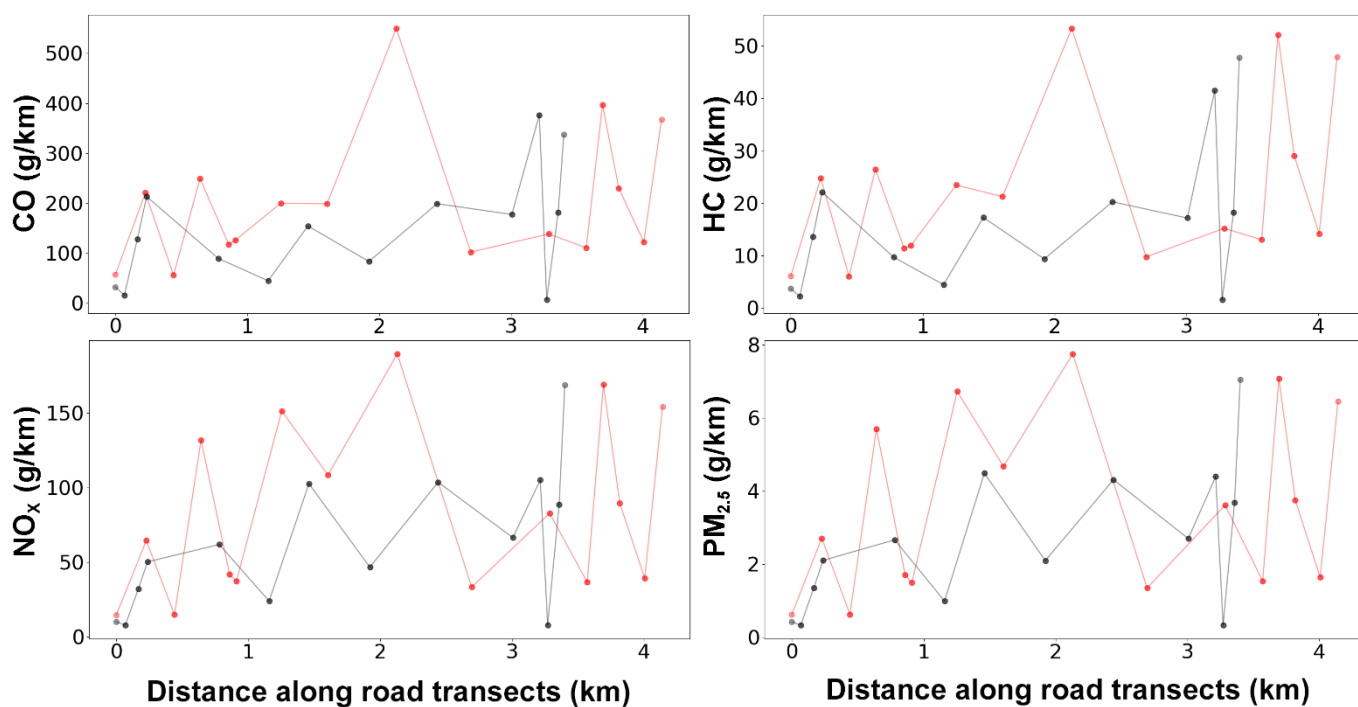 CO (g/km)
500
400
300
200
100
0
0 1 2 3 4
HC (g/km)
50
40
30
20
10
0
0 1 2 3 4
NOₓ (g/km)
150
100
50
0
0 1 2 3 4
Distance along road transects (km)
PM₂.₅ (g/km)
8
6
4
2
0
0 1 2 3 4
Distance along road transects (km)